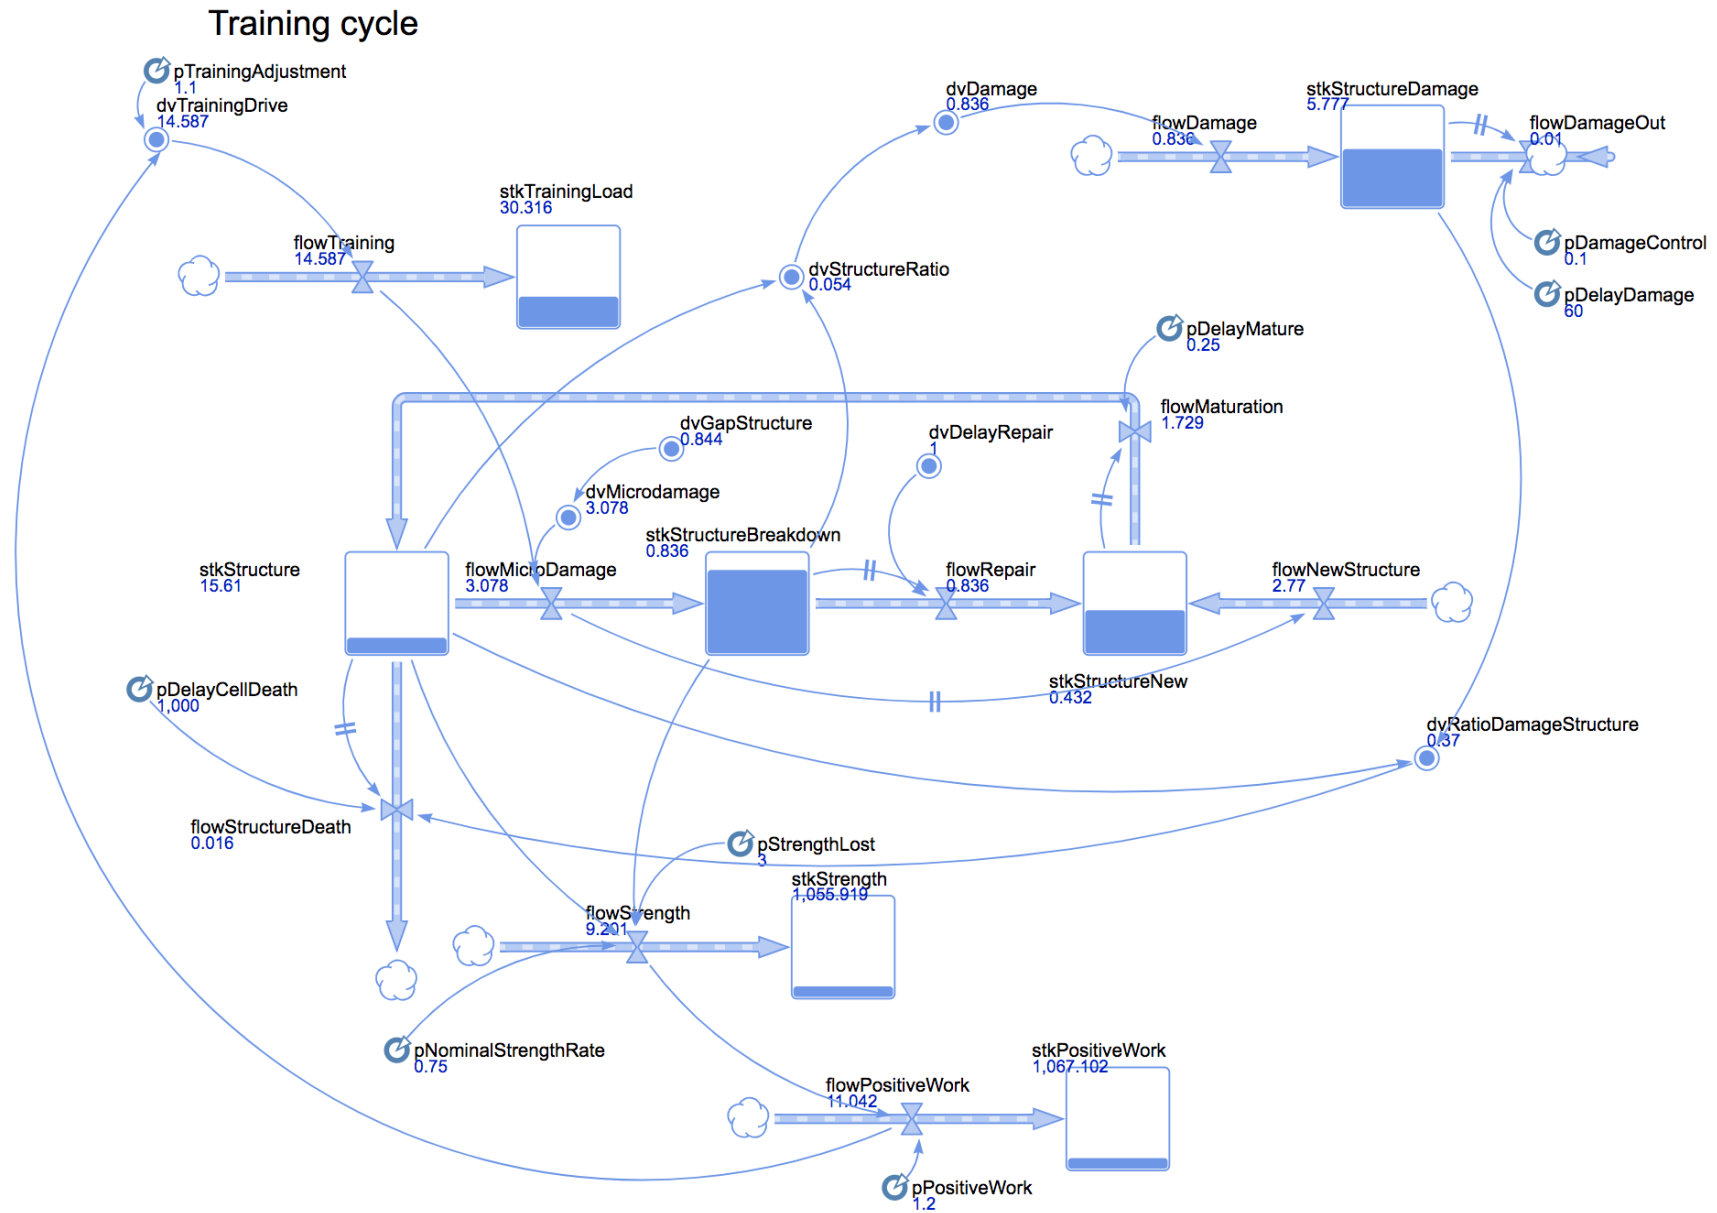 Training cycle
pTrainingAdjustment
1.1
dvTrainingDrive
14.587
dvDamage
0.836
stkStructureDamage
5.777
flowDamage
0.836
flowDamageOut
0.01
stkTrainingLoad
30.316
flowTraining
14.587
pDamageControl
0.1
dvStructureRatio
0.054
pDelayDamage
60
pDelayMature
0.25
flowMaturation
1.729
dvGapStructure
0.844
dvDelayRepair
1
dvMicrodamage
3.078
stkStructureBreakdown
0.836
stkStructure
15.61
flowMicroDamage
3.078
flowRepair
0.836
flowNewStructure
2.77
stkStructureNew
0.432
pDelayCellDeath
1,000
dvRatioDamageStructure
0.37
flowStructureDeath
0.016
pStrengthLost
3
stkStrength
1,055.919
flowStrength
9.201
pNominalStrengthRate
0.75
stkPositiveWork
1,067.102
flowPositiveWork
11.042
pPositiveWork
1.2